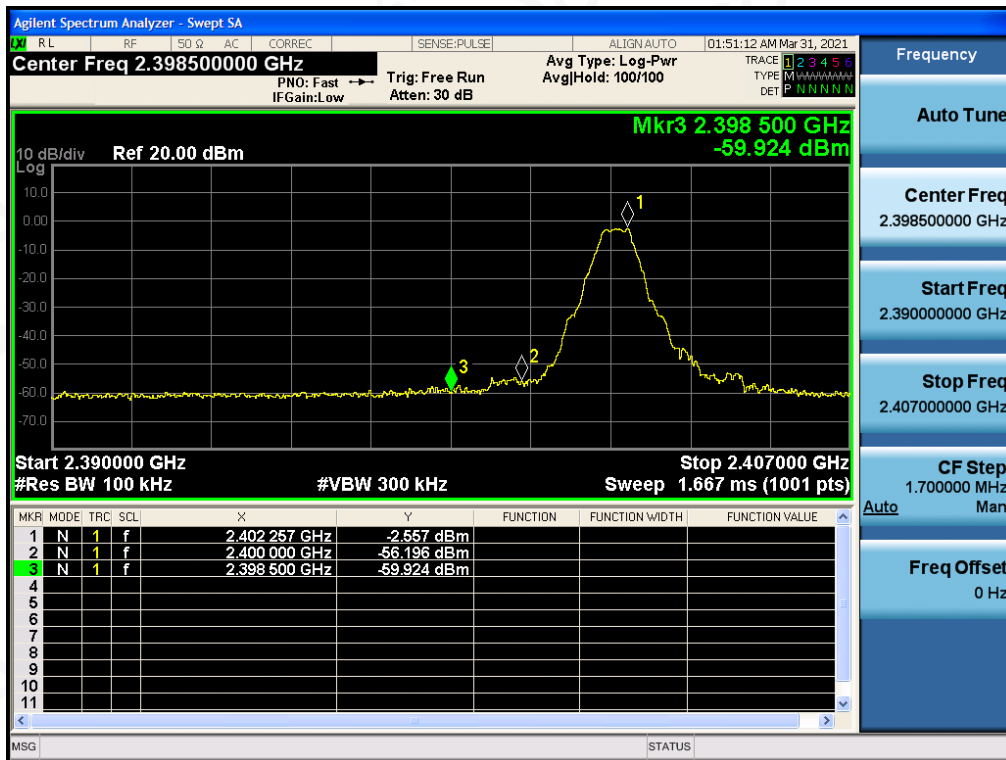 Agilent Spectrum Analyzer - Swept SA
LXI RL RF 50 Ω AC CORREC SENSE:PULSE ALIGN AUTO 01:51:12 AM Mar 31, 2021
Center Freq 2.398500000 GHz
PNO: Fast
IFGain:Low
Trig: Free Run
Atten: 30 dB
Avg Type: Log-Pwr
Avg|Hold: 100/100
TRACE 1 2 3 4 5 6
TYPE M WWWWW
DET P N N N N N
Mkr3 2.398 500 GHz
-59.924 dBm
10 dB/div
Log
Ref 20.00 dBm
10.0
0.00
-10.0
-20.0
-30.0
-40.0
-50.0
-60.0
-70.0
1
2
3
Start 2.390000 GHz
Stop 2.407000 GHz
#Res BW 100 kHz
#VBW 300 kHz
Sweep 1.667 ms (1001 pts)
MKR MODE TRC SCL X Y FUNCTION FUNCTION WIDTH FUNCTION VALUE
1 N 1 f 2.402 257 GHz -2.557 dBm
2 N 1 f 2.400 000 GHz -56.196 dBm
3 N 1 f 2.398 500 GHz -59.924 dBm
4
5
6
7
8
9
10
11
MSG
STATUS
Frequency
Auto Tune
Center Freq
2.398500000 GHz
Start Freq
2.390000000 GHz
Stop Freq
2.407000000 GHz
CF Step
1.700000 MHz
Auto Man
Freq Offset
0 Hz